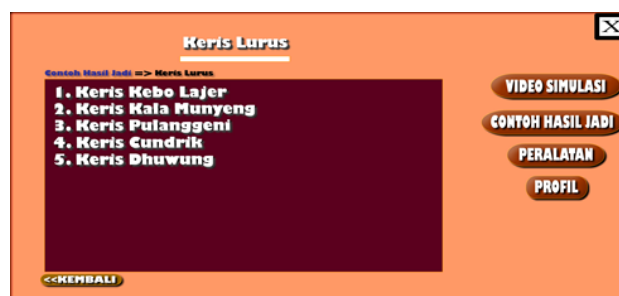 X
Keris Lurus
Contoh Hasil Jadi => Keris Lurus
1. Keris Kebo Lajer
2. Keris Kala Munyeng
3. Keris Pulanggeni
4. Keris Cundrik
5. Keris Dhuwung
VIDEO SIMULASI
CONTOH HASIL JADI
PERALATAN
PROFIL
<<KEMBALI